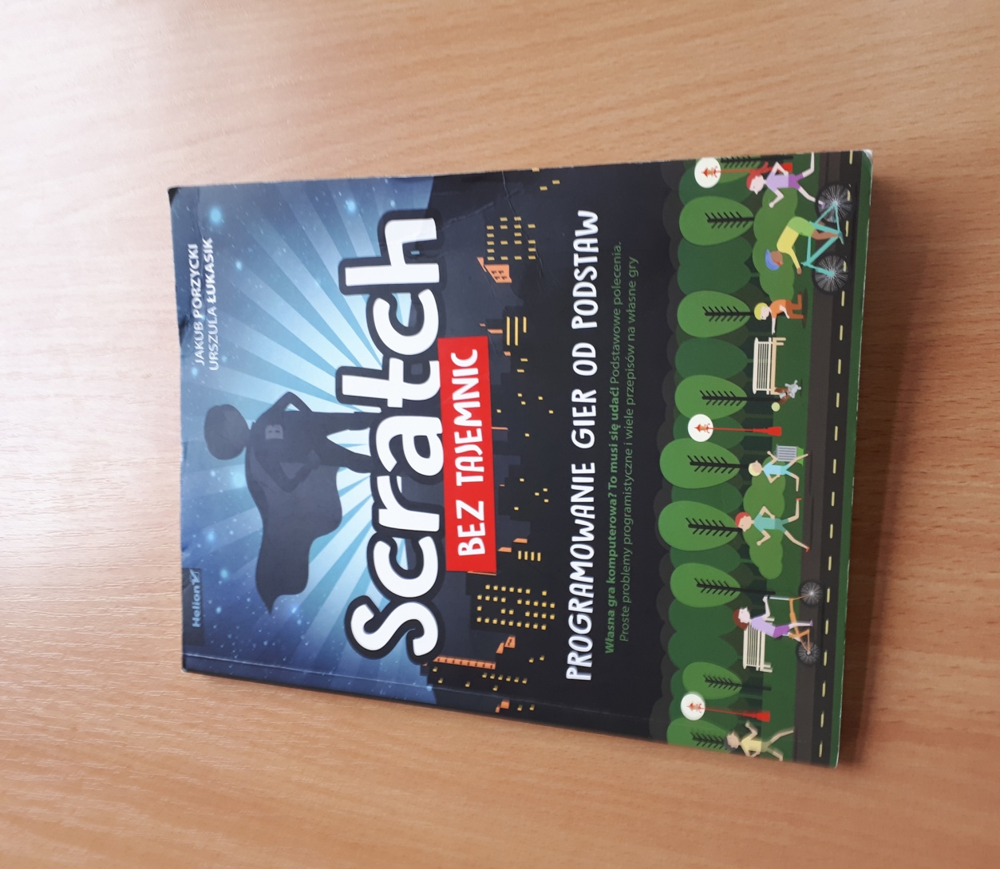 Helion
JAKUB PORZYCKI
URSZULA ŁUKASIK
B
Scratch
BEZ TAJEMNIC
PROGRAMOWANIE GIER OD PODSTAW
Własna gra komputerowa? To musi się udać! Podstawowe polecenia.
Proste problemy programistyczne i wiele przepisów na własne gry